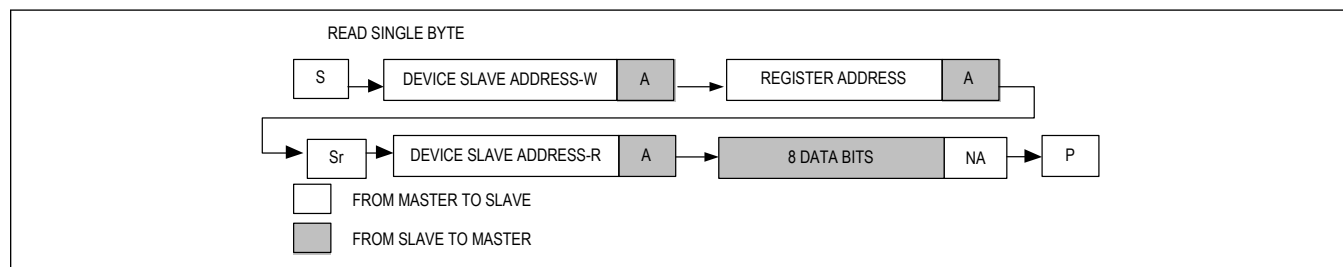 READ SINGLE BYTE
S DEVICE SLAVE ADDRESS-W A REGISTER ADDRESS A
Sr DEVICE SLAVE ADDRESS-R A 8 DATA BITS NA P
FROM MASTER TO SLAVE
FROM SLAVE TO MASTER